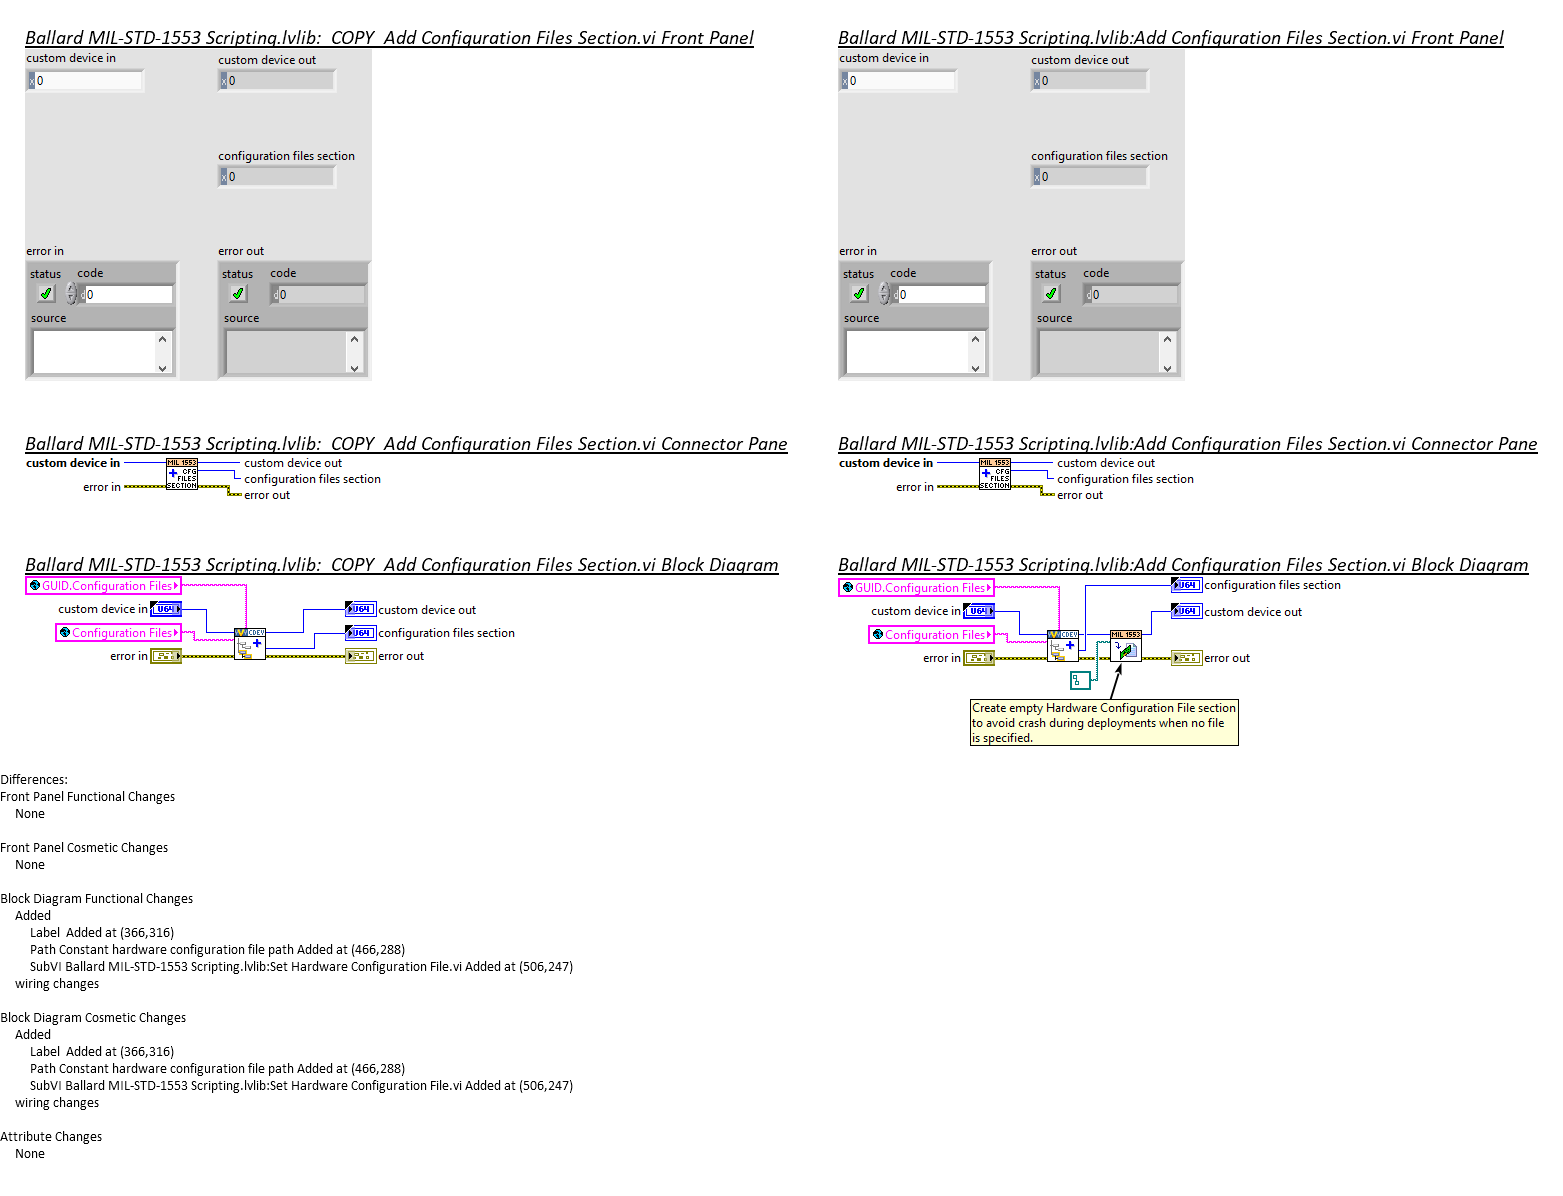 Ballard MIL-STD-1553 Scripting.lvlib:  COPY  Add Configuration Files Section.vi Front Panel
custom device in
x 0
custom device out
x 0
configuration files section
x 0
error in
error out
status code
d 0
source
status code
d 0
source
Ballard MIL-STD-1553 Scripting.lvlib:Add Configuration Files Section.vi Front Panel
custom device in
x 0
custom device out
x 0
configuration files section
x 0
error in
error out
status code
d 0
source
status code
d 0
source
Ballard MIL-STD-1553 Scripting.lvlib:  COPY  Add Configuration Files Section.vi Connector Pane
custom device in
error in
MIL 1553
+ CFG
FILES
SECTION
custom device out
configuration files section
error out
Ballard MIL-STD-1553 Scripting.lvlib:Add Configuration Files Section.vi Connector Pane
custom device in
error in
MIL 1553
+ CFG
FILES
SECTION
custom device out
configuration files section
error out
Ballard MIL-STD-1553 Scripting.lvlib:  COPY  Add Configuration Files Section.vi Block Diagram
GUID.Configuration Files
custom device in U64
Configuration Files
error in
CDEV
U64 custom device out
U64 configuration files section
error out
Ballard MIL-STD-1553 Scripting.lvlib:Add Configuration Files Section.vi Block Diagram
GUID.Configuration Files
custom device in U64
Configuration Files
error in
CDEV
MIL 1553
U64 configuration files section
U64 custom device out
error out
Create empty Hardware Configuration File section
to avoid crash during deployments when no file
is specified.
Differences:
Front Panel Functional Changes
None
Front Panel Cosmetic Changes
None
Block Diagram Functional Changes
Added
Label  Added at (366,316)
Path Constant hardware configuration file path Added at (466,288)
SubVI Ballard MIL-STD-1553 Scripting.lvlib:Set Hardware Configuration File.vi Added at (506,247)
wiring changes
Block Diagram Cosmetic Changes
Added
Label  Added at (366,316)
Path Constant hardware configuration file path Added at (466,288)
SubVI Ballard MIL-STD-1553 Scripting.lvlib:Set Hardware Configuration File.vi Added at (506,247)
wiring changes
Attribute Changes
None